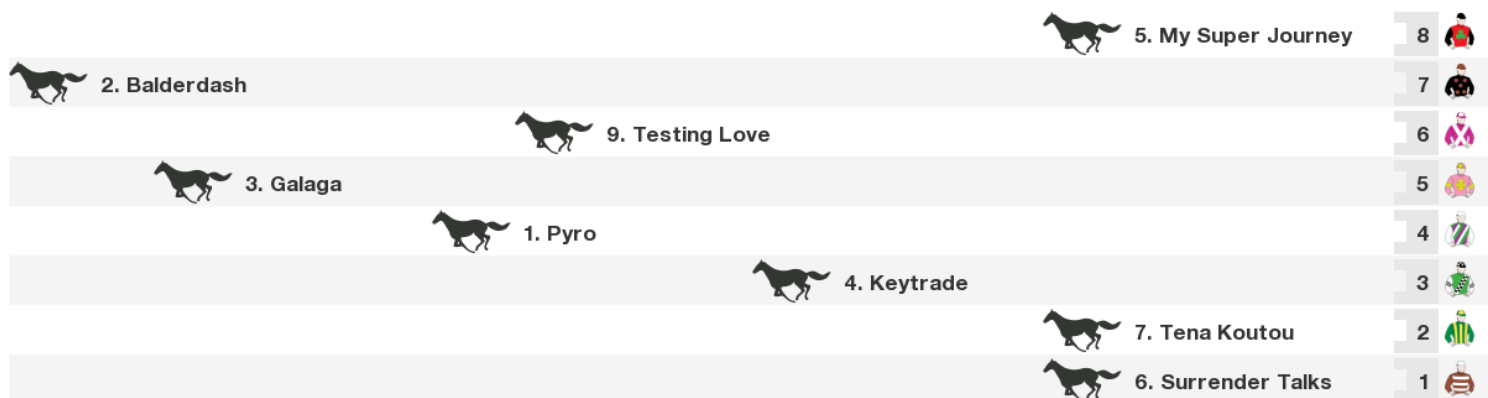 5. My Super Journey 8
2. Balderdash 7
9. Testing Love 6
3. Galaga 5
1. Pyro 4
4. Keytrade 3
7. Tena Koutou 2
6. Surrender Talks 1